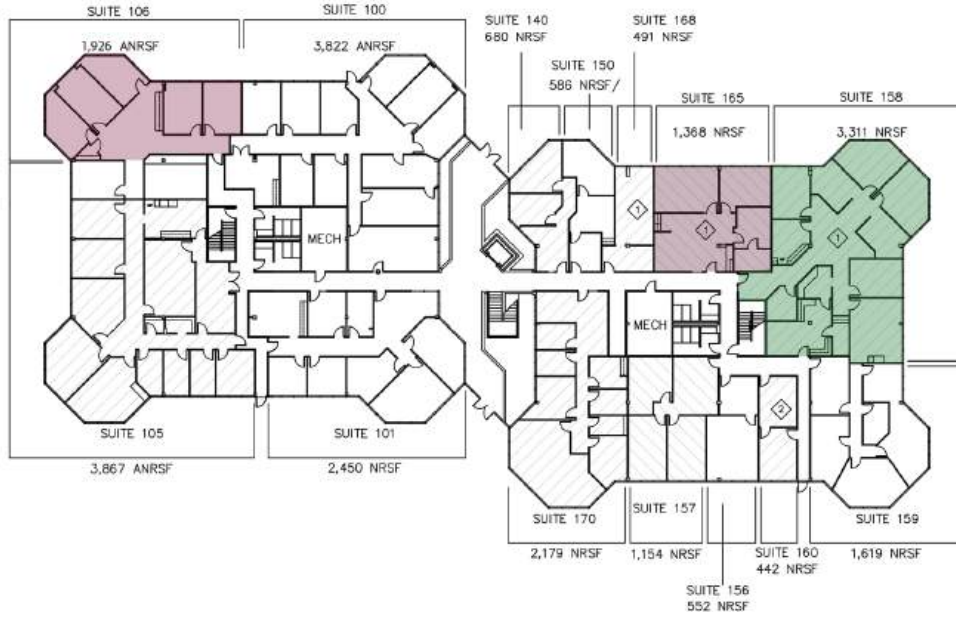 SUITE 106
SUITE 100
1,926 ANRSF
3,822 ANRSF
SUITE 140
680 NRSF
SUITE 150
586 NRSF/
SUITE 168
491 NRSF
SUITE 165
1,368 NRSF
SUITE 158
3,311 NRSF
1
1
1
MECH
MECH
2
SUITE 105
3,867 ANRSF
SUITE 101
2,450 NRSF
SUITE 170
2,179 NRSF
SUITE 157
1,154 NRSF
SUITE 156
552 NRSF
SUITE 160
442 NRSF
SUITE 159
1,619 NRSF